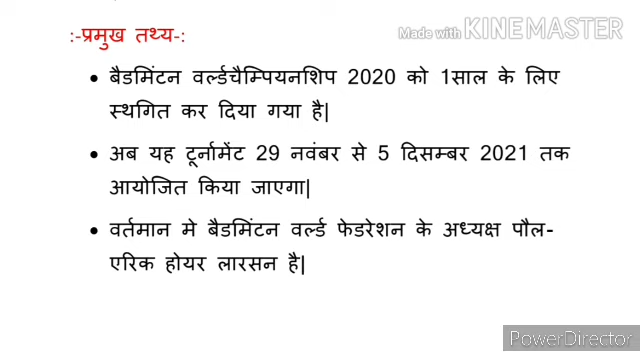 :-प्रमुख तथ्य-:
Made with KINEMASTER
• बैडमिंटन वर्ल्डचैम्पियनशिप 2020 को 1साल के लिए
स्थगित कर दिया गया है|
• अब यह टूर्नामेंट 29 नवंबर से 5 दिसम्बर 2021 तक
आयोजित किया जाएगा|
• वर्तमान मे बैडमिंटन वर्ल्ड फेडरेशन के अध्यक्ष पौल-
एरिक होयर लारसन है|
PowerDirector